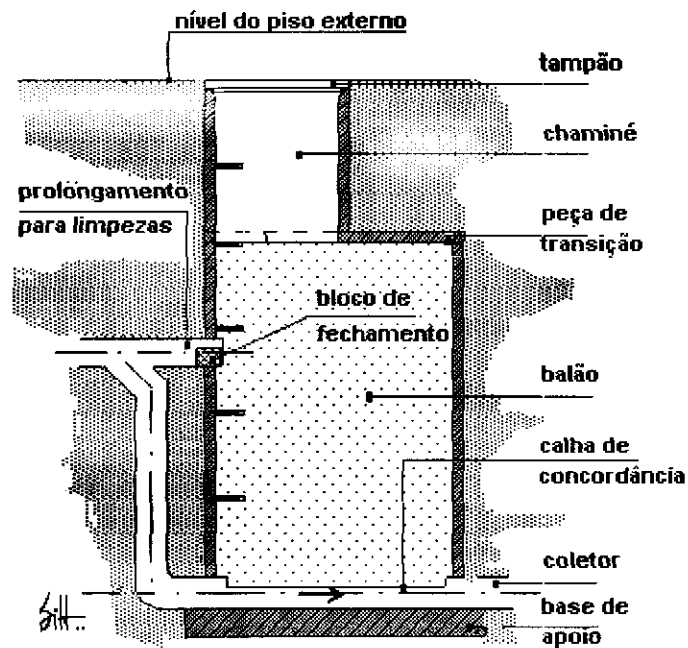 nível do piso externo
tampão
chaminé
prolongamento
para limpezas
peça de
transição
bloco de
fechamento
balão
calha de
concordância
coletor
base de
apoio